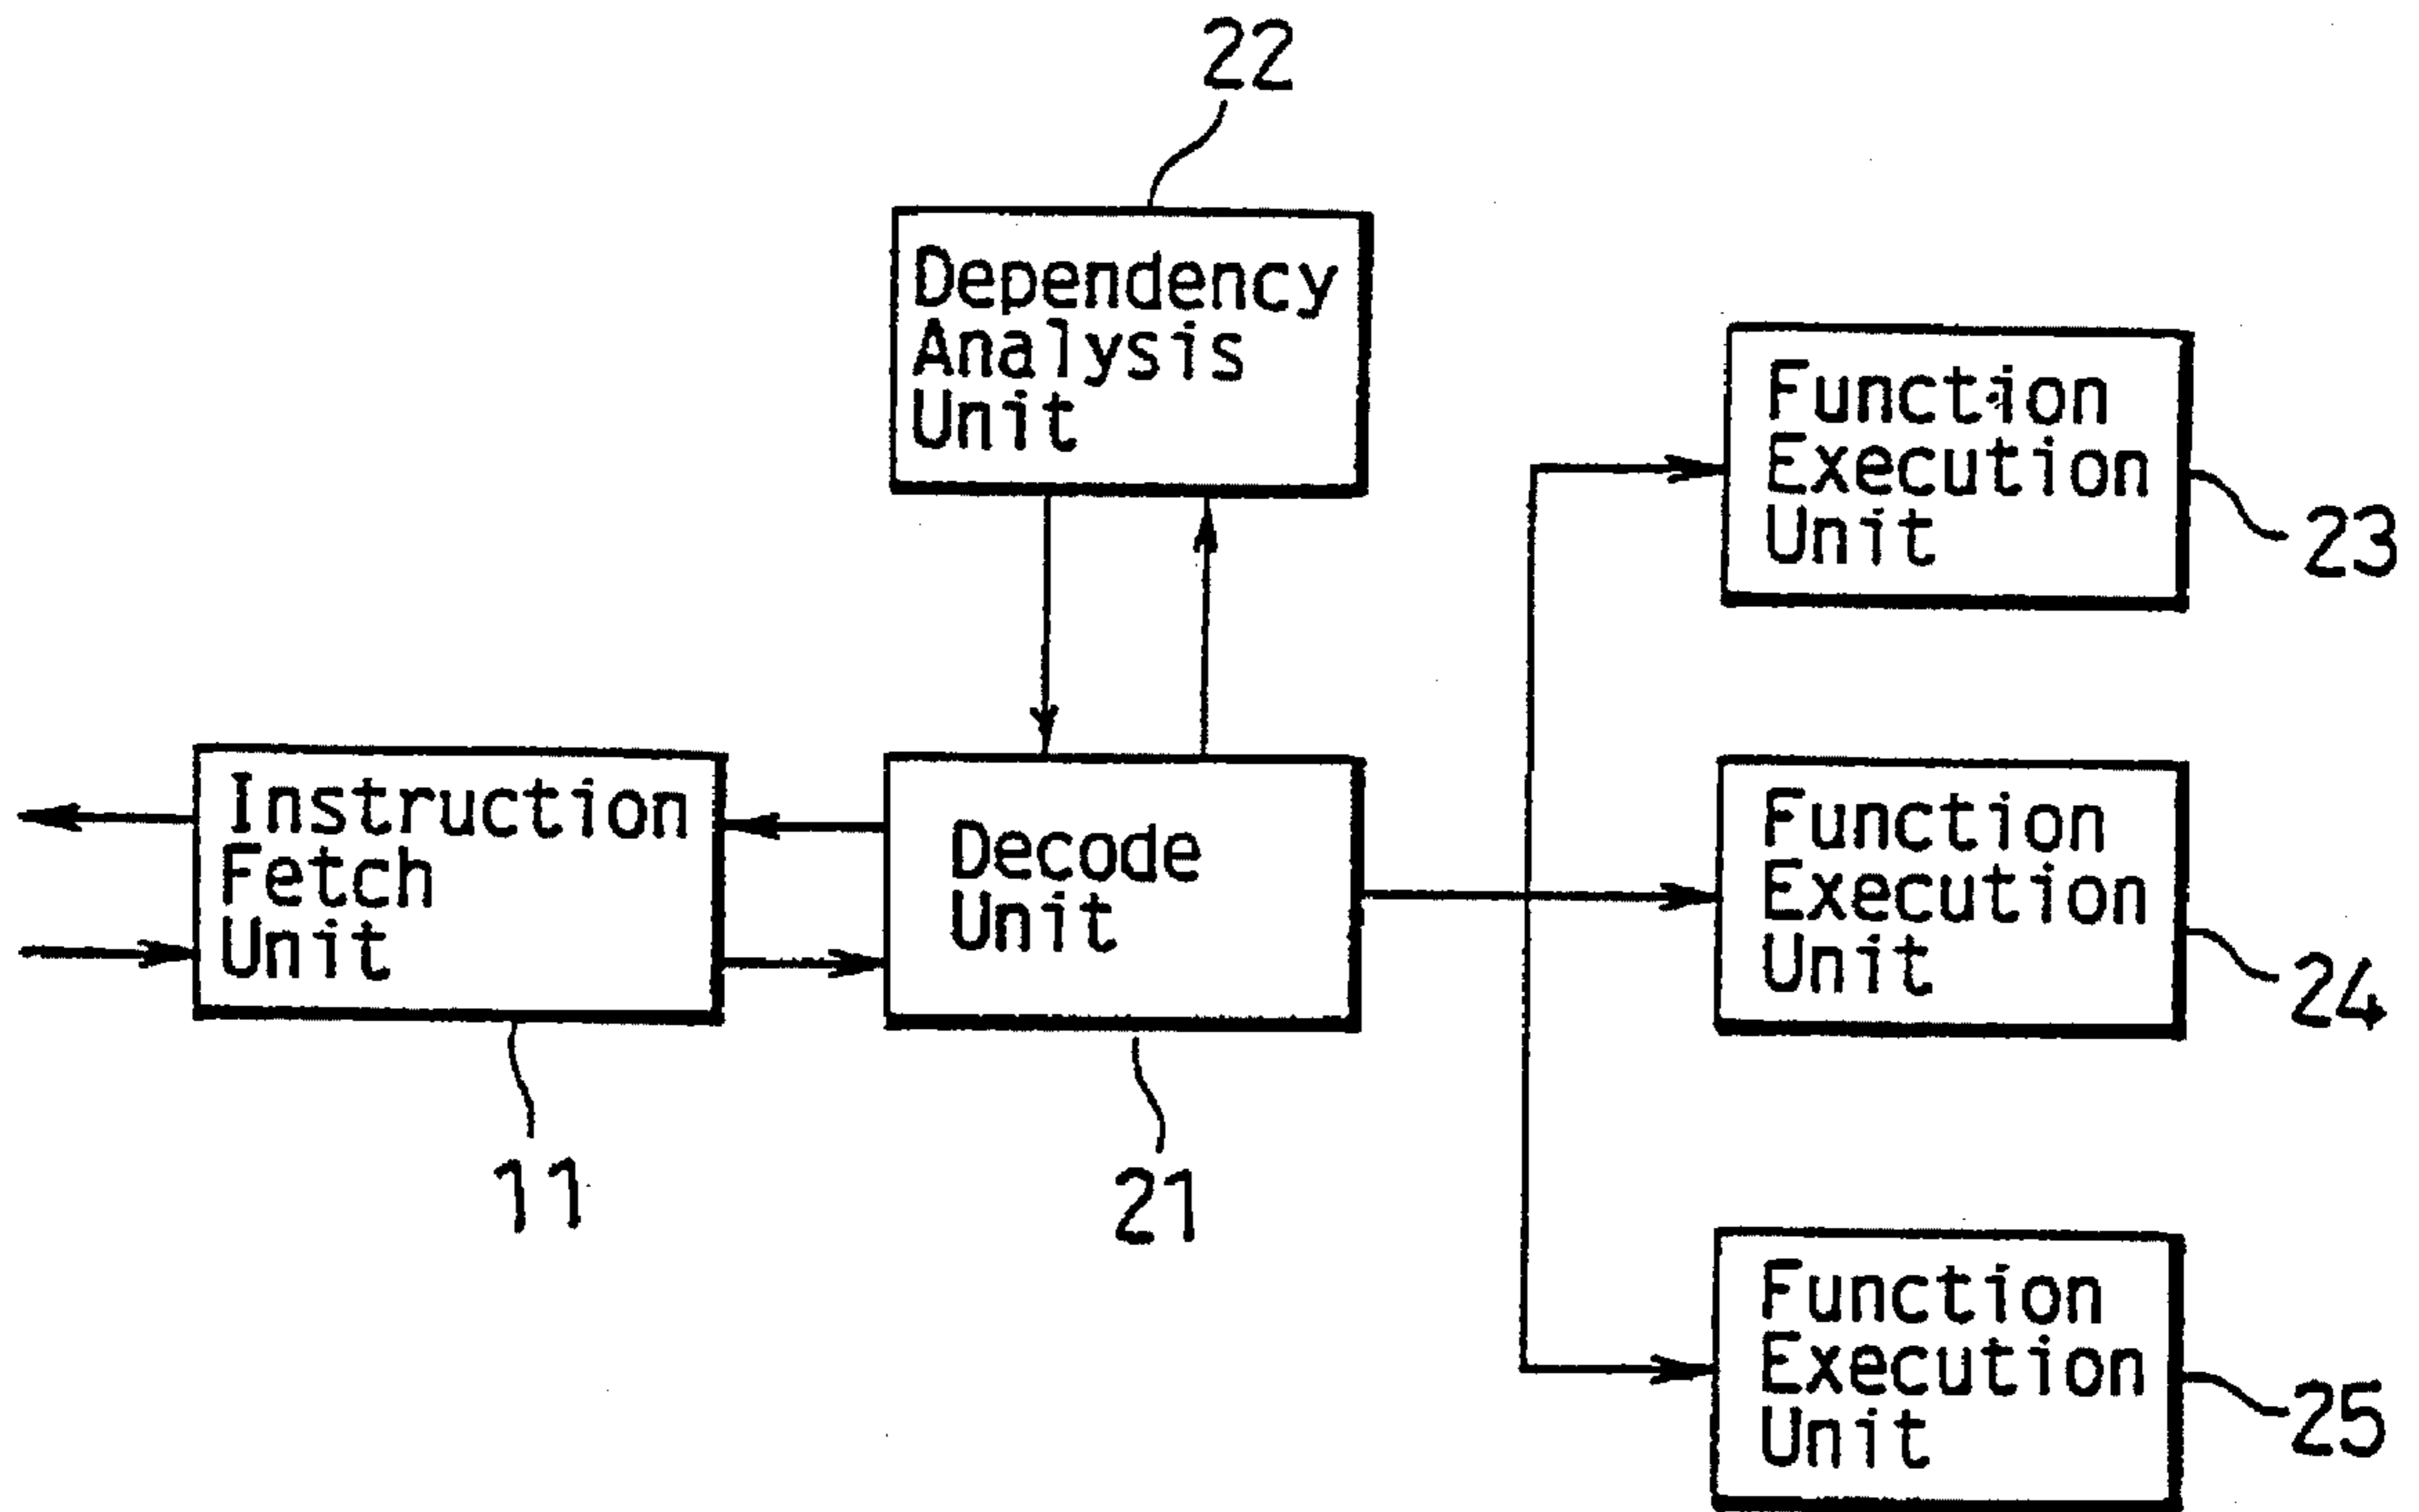 22
Dependency
Analysis
Unit
Function
Execution
Unit
23
Instruction
Fetch
Unit
11
Decode
Unit
21
Function
Execution
Unit
24
Function
Execution
Unit
25